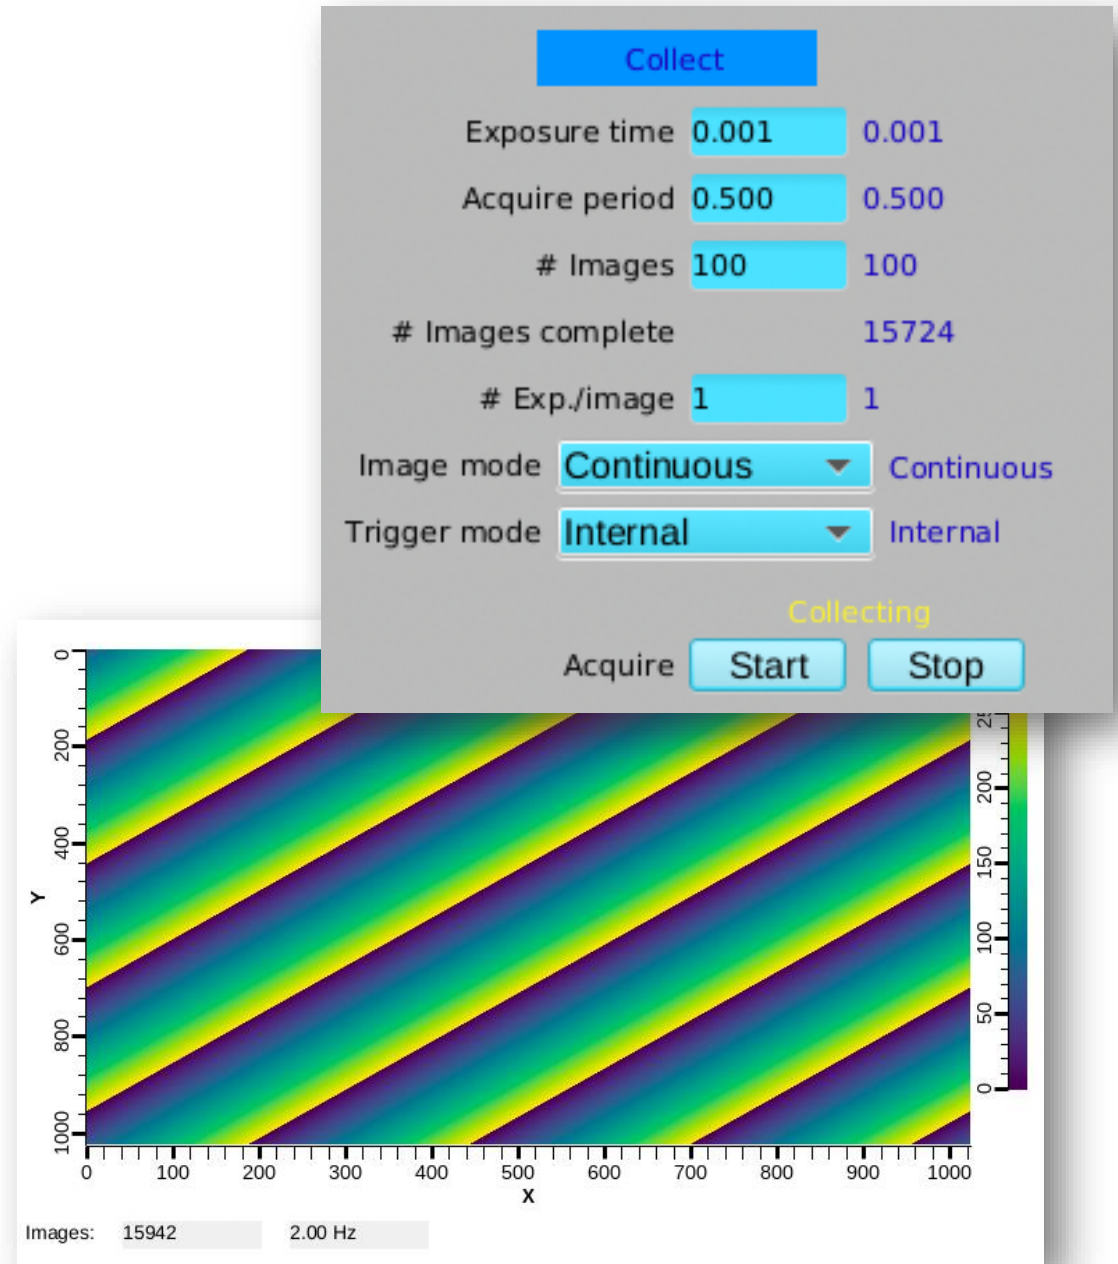 Collect
Exposure time 0.001 0.001
Acquire period 0.500 0.500
# Images 100 100
# Images complete 15724
# Exp./image 1 1
Image mode Continuous Continuous
Trigger mode Internal Internal
Collecting
Acquire Start Stop
0
200
400
600
800
1000
Y
200
150
100
50
0
0 100 200 300 400 500 600 700 800 900 1000
X
Images: 15942 2.00 Hz